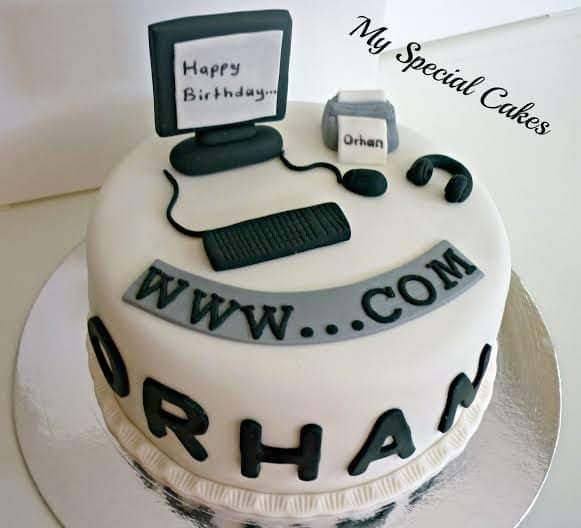 My Special Cakes
Happy
Birthday...
Orhan
WWW...COM
ORHAN